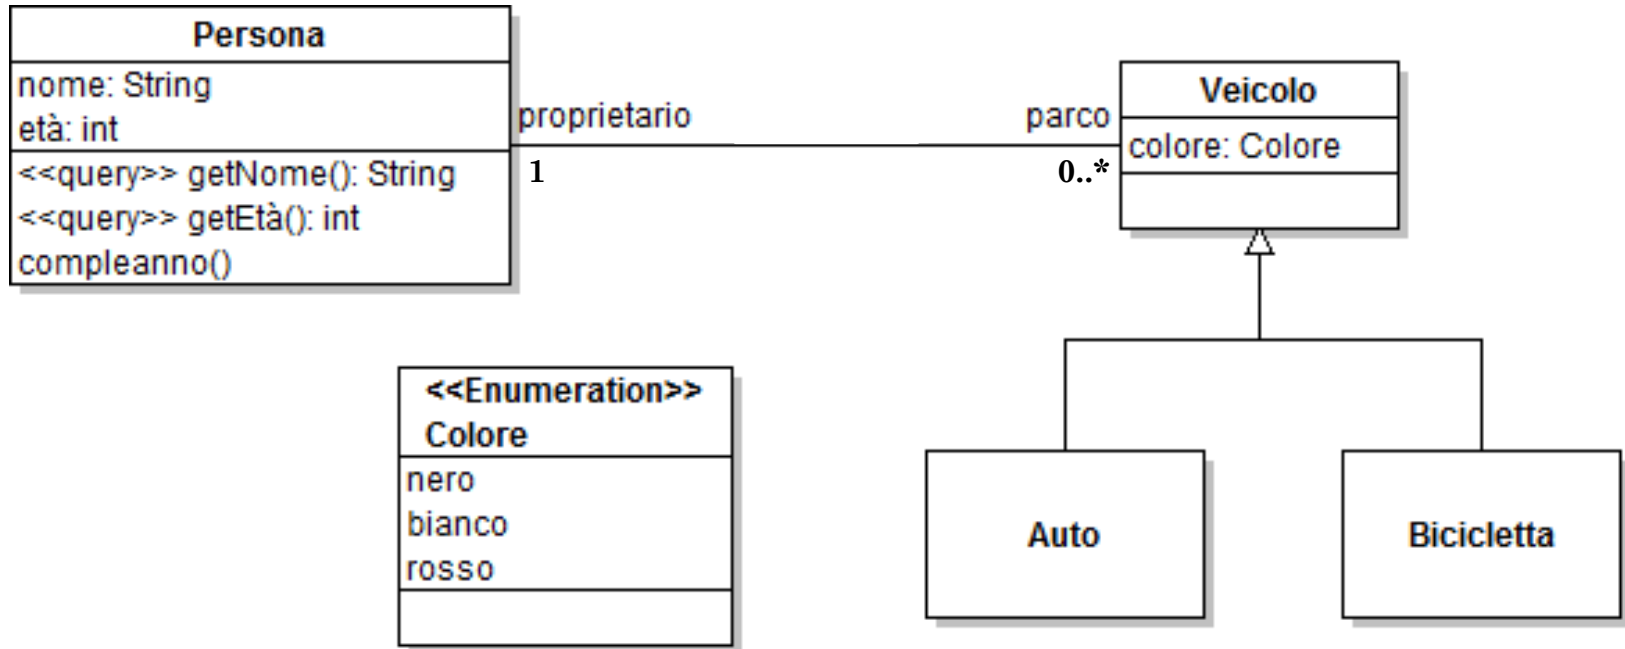 Persona
nome: String
età: int
<<query>> getNome(): String
<<query>> getEtà(): int
compleanno()
proprietario
1
parco
0..*
Veicolo
colore: Colore
<<Enumeration>>
Colore
nero
bianco
rosso
Auto
Bicicletta